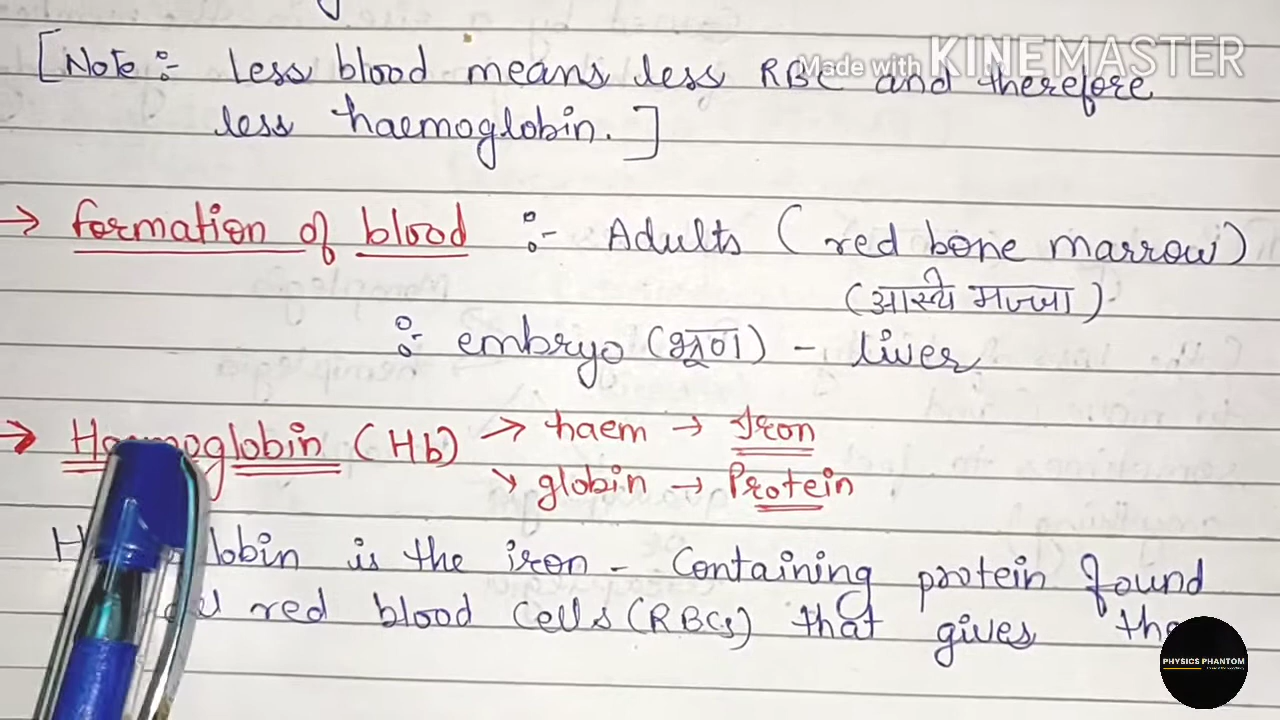 [Note :- less blood means less RBC and therefore
less haemoglobin.]
Made with KINEMASTER
→ formation of blood :- Adults (red bone marrow)
(आस्थि मज्जा)
: embryo (भ्रूण) - liver
→ Haemoglobin (Hb) → haem → Iron
↘ globin → Protein
is the iron - Containing protein found
red blood cells (RBCs) that gives the
PHYSICS PHANTOM